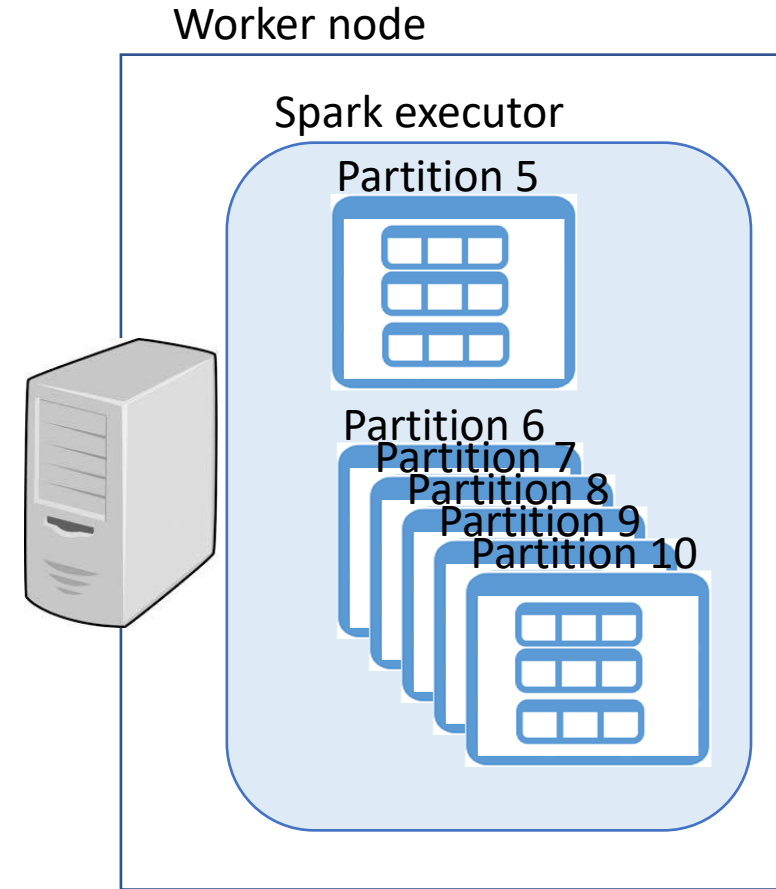 Worker node
Spark executor
Partition 5
Partition 6
Partition 7
Partition 8
Partition 9
Partition 10